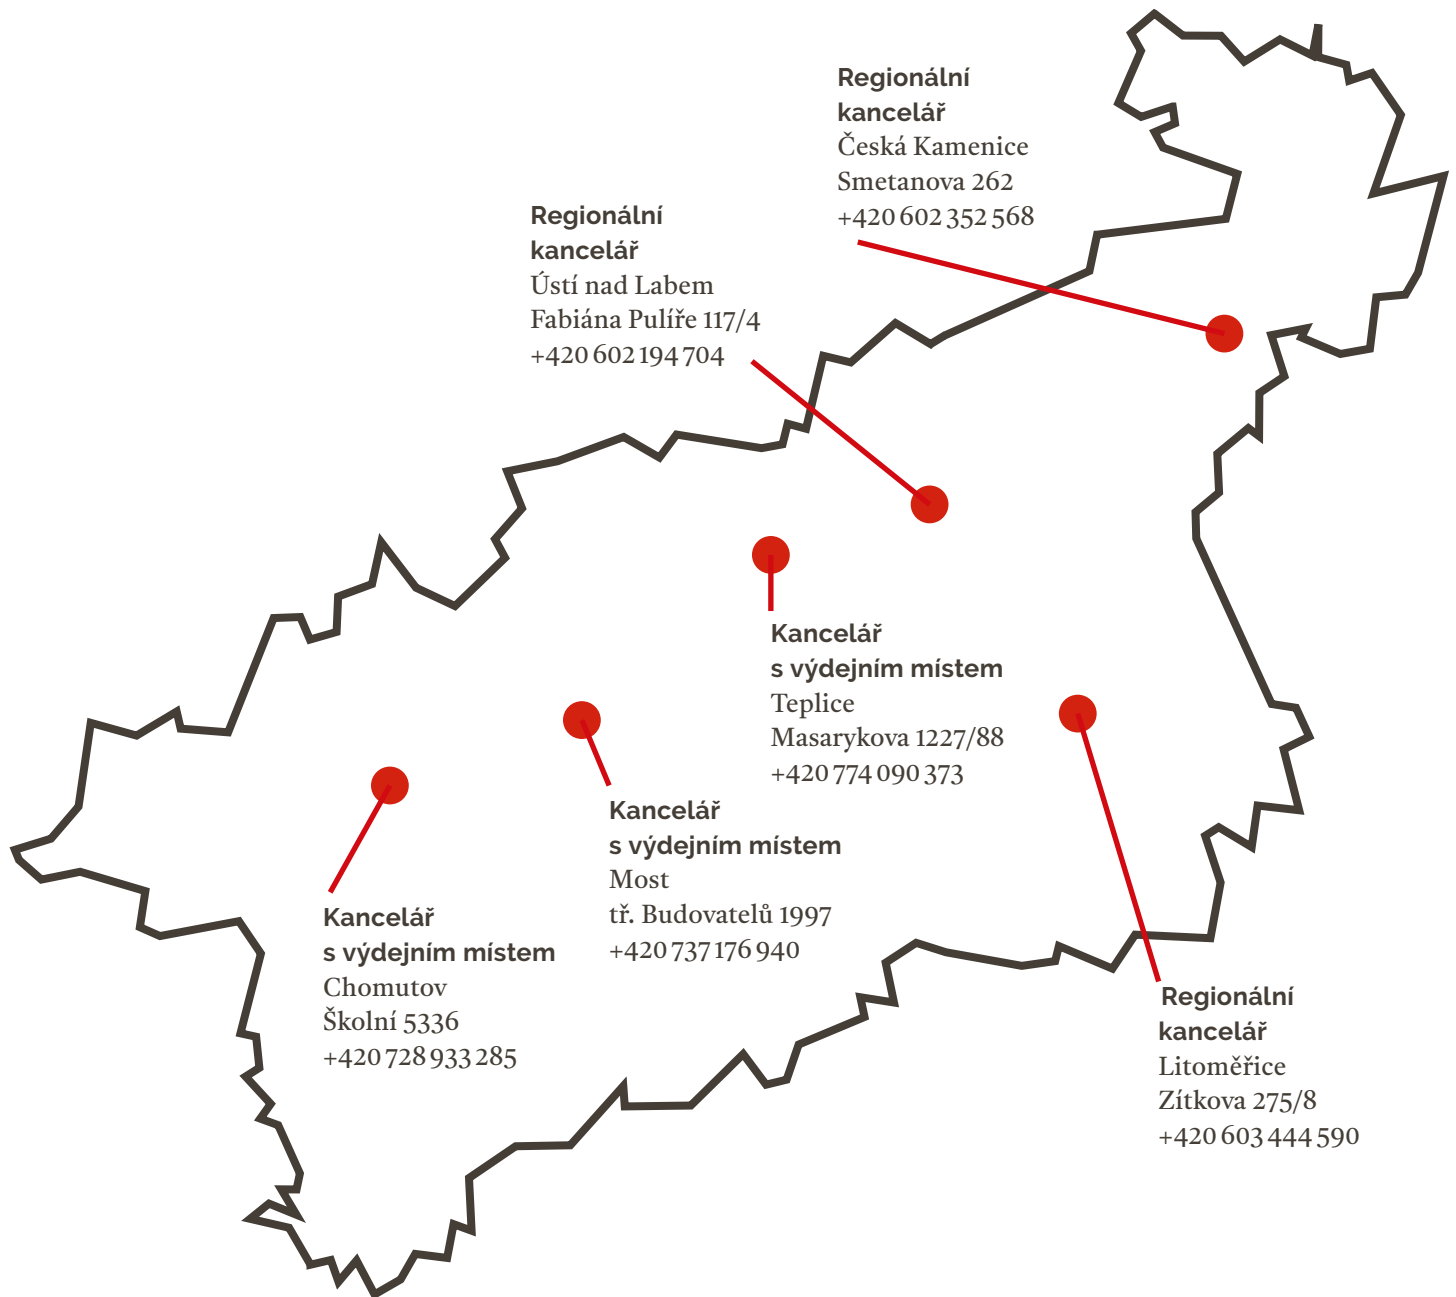 Regionální
kancelář
Česká Kamenice
Smetanova 262
+420 602 352 568
Regionální
kancelář
Ústí nad Labem
Fabiána Pulíře 117/4
+420 602 194 704
Kancelář
s výdejním místem
Teplice
Masarykova 1227/88
+420 774 090 373
Kancelář
s výdejním místem
Most
tř. Budovatelů 1997
+420 737 176 940
Kancelář
s výdejním místem
Chomutov
Školní 5336
+420 728 933 285
Regionální
kancelář
Litoměřice
Zítkova 275/8
+420 603 444 590